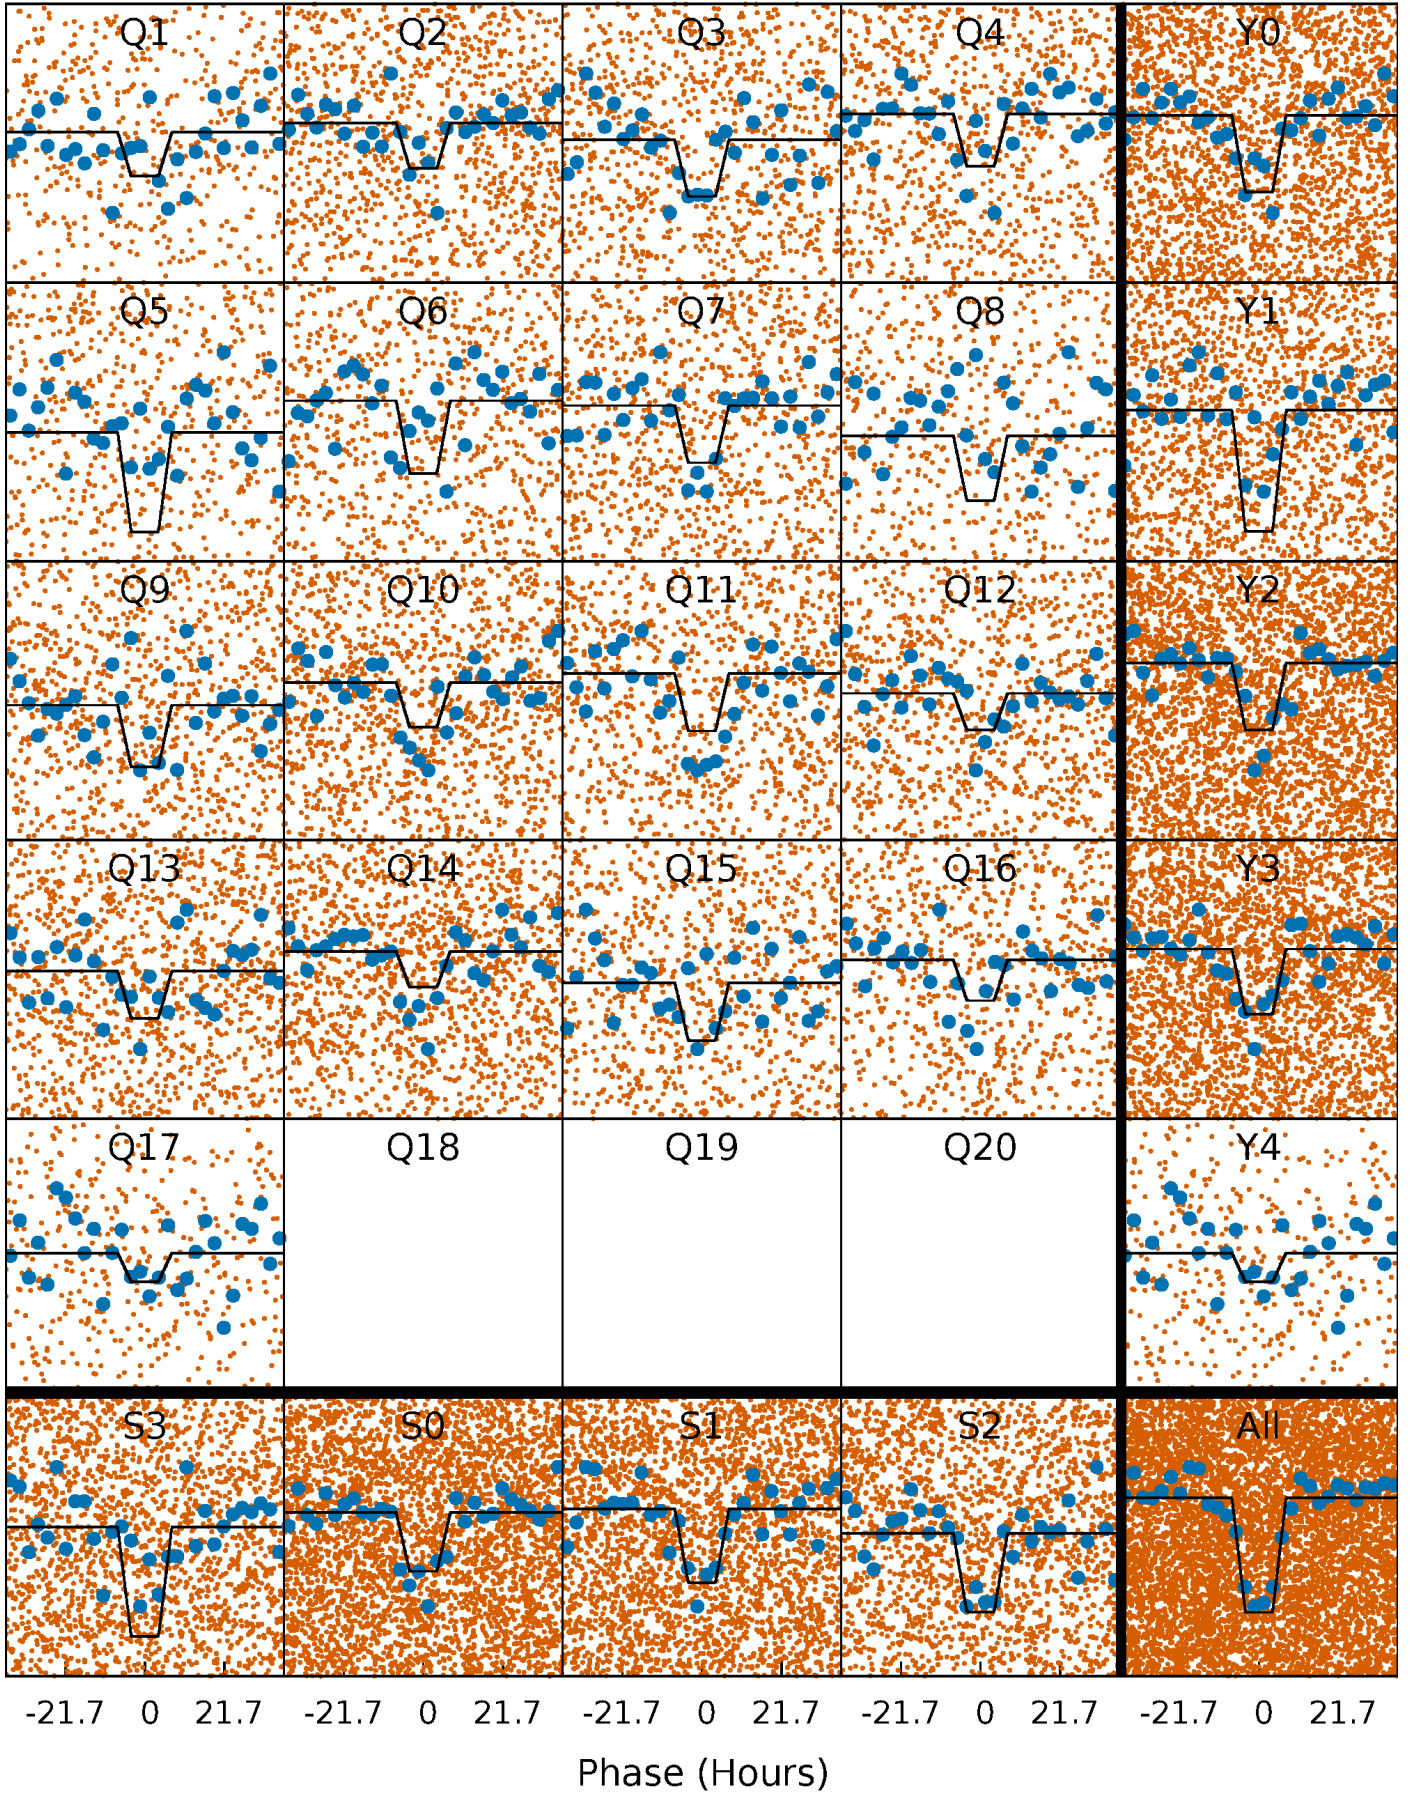 Q1 Q2 Q3 Q4 Y0
Q5 Q6 Q7 Q8 Y1
Q9 Q10 Q11 Q12 Y2
Q13 Q14 Q15 Q16 Y3
Q17 Q18 Q19 Q20 Y4
S3 S0 S1 S2 All
-21.7 0 21.7 -21.7 0 21.7 -21.7 0 21.7 -21.7 0 21.7 -21.7 0 21.7
Phase (Hours)